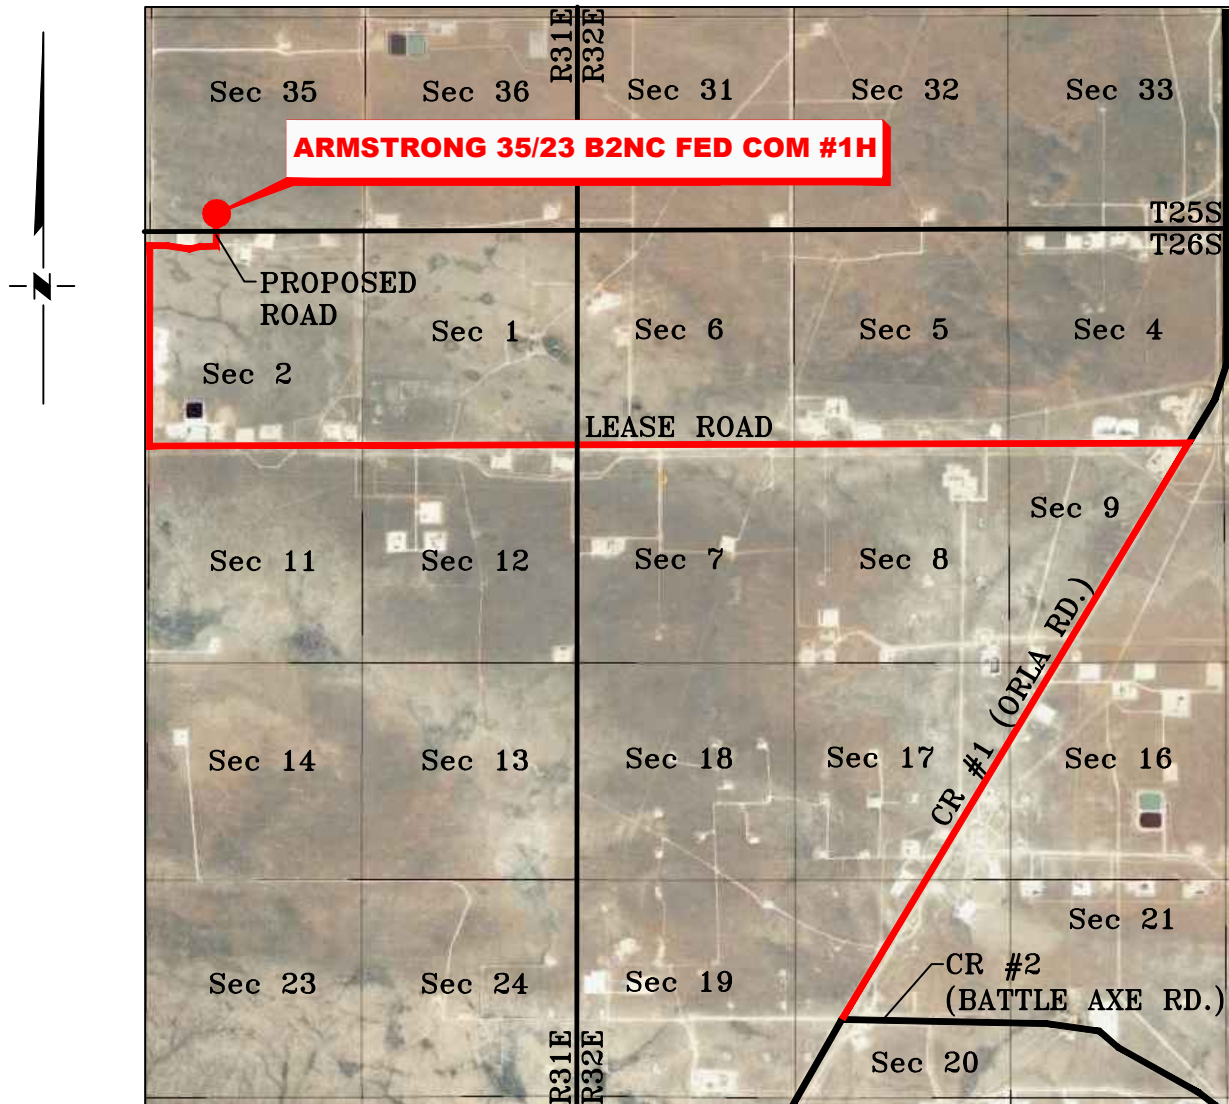 R31E
R32E
Sec 35
Sec 36
Sec 31
Sec 32
Sec 33
ARMSTRONG 35/23 B2NC FED COM #1H
T25S
T26S
N
PROPOSED
ROAD
Sec 2
Sec 1
Sec 6
Sec 5
Sec 4
LEASE ROAD
Sec 11
Sec 12
Sec 7
Sec 8
Sec 9
CR #1 (ORLA RD.)
Sec 14
Sec 13
Sec 18
Sec 17
Sec 16
Sec 23
Sec 24
Sec 19
Sec 21
CR #2
(BATTLE AXE RD.)
Sec 20
R31E
R32E